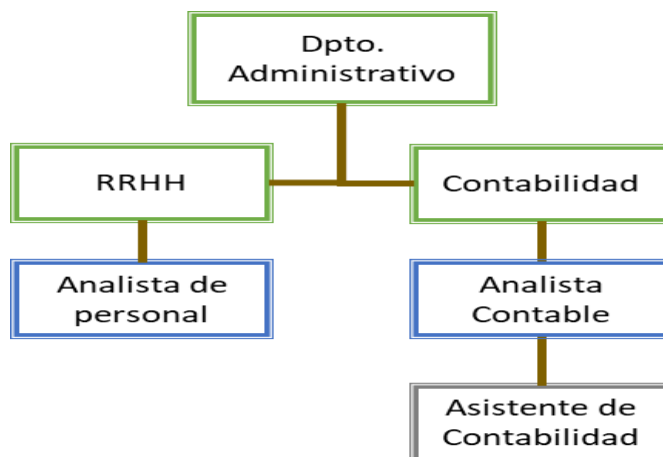 Dpto.
Administrativo
RRHH
Contabilidad
Analista de
personal
Analista
Contable
Asistente de
Contabilidad